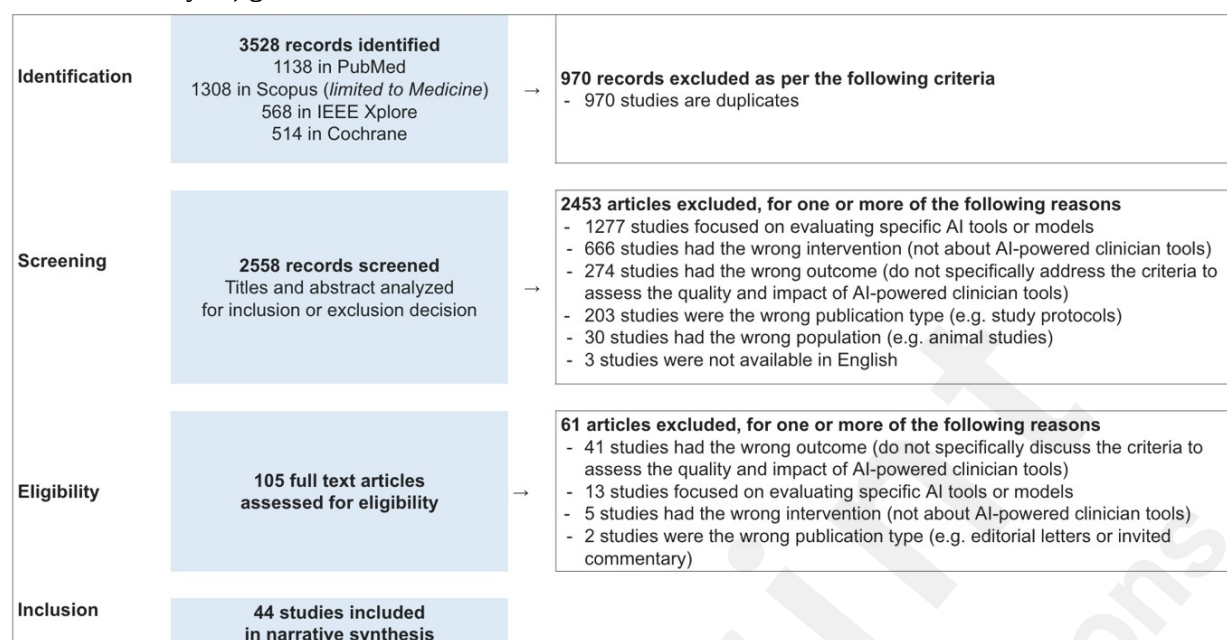 Identification
3528 records identified
1138 in PubMed
1308 in Scopus (limited to Medicine)
568 in IEEE Xplore
514 in Cochrane
→
970 records excluded as per the following criteria
- 970 studies are duplicates
Screening
2558 records screened
Titles and abstract analyzed
for inclusion or exclusion decision
→
2453 articles excluded, for one or more of the following reasons
- 1277 studies focused on evaluating specific AI tools or models
- 666 studies had the wrong intervention (not about AI-powered clinician tools)
- 274 studies had the wrong outcome (do not specifically address the criteria to
assess the quality and impact of AI-powered clinician tools)
- 203 studies were the wrong publication type (e.g. study protocols)
- 30 studies had the wrong population (e.g. animal studies)
- 3 studies were not available in English
Eligibility
105 full text articles
assessed for eligibility
→
61 articles excluded, for one or more of the following reasons
- 41 studies had the wrong outcome (do not specifically discuss the criteria to
assess the quality and impact of AI-powered clinician tools)
- 13 studies focused on evaluating specific AI tools or models
- 5 studies had the wrong intervention (not about AI-powered clinician tools)
- 2 studies were the wrong publication type (e.g. editorial letters or invited
commentary)
Inclusion
44 studies included
in narrative synthesis